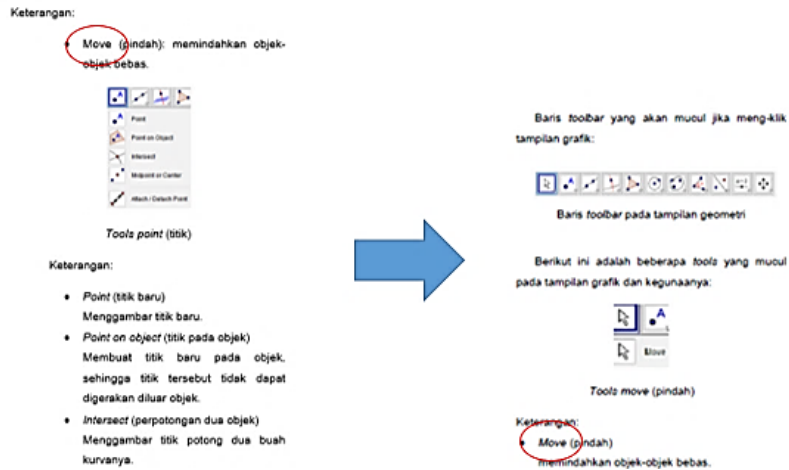 Keterangan:
• Move (pindah): memindahkan objek-
objek bebas.
Point
Point on Object
Intersect
Midpoint or Center
Attach / Detach Point
Tools point (titik)
Keterangan:
• Point (titik baru)
Menggambar titik baru.
• Point on object (titik pada objek)
Membuat titik baru pada objek,
sehingga titik tersebut tidak dapat
digerakan diluar objek.
• Intersect (perpotongan dua objek)
Menggambar titik potong dua buah
kurvanya.
Baris toolbar yang akan mucul jika meng-klik
tampilan grafik:
Baris toolbar pada tampilan geometri
Berikut ini adalah beberapa tools yang mucul
pada tampilan grafik dan kegunaanya:
A
Move
Tools move (pindah)
Keterangan:
• Move (pindah)
memindahkan objek-objek bebas.